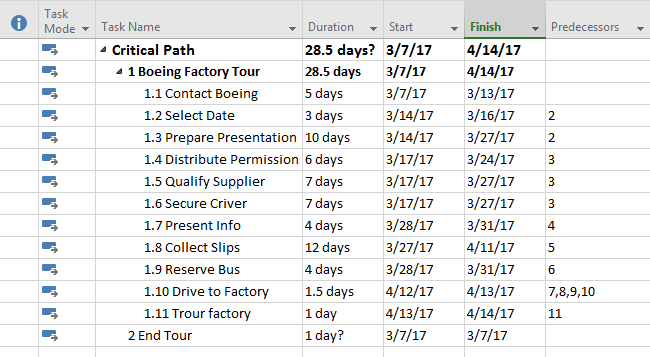 Task Mode Task Name Duration Start Finish Predecessors
Critical Path 28.5 days? 3/7/17 4/14/17
1 Boeing Factory Tour 28.5 days 3/7/17 4/14/17
1.1 Contact Boeing 5 days 3/7/17 3/13/17
1.2 Select Date 3 days 3/14/17 3/16/17 2
1.3 Prepare Presentation 10 days 3/14/17 3/27/17 2
1.4 Distribute Permission 6 days 3/17/17 3/24/17 3
1.5 Qualify Supplier 7 days 3/17/17 3/27/17 3
1.6 Secure Criver 7 days 3/17/17 3/27/17 3
1.7 Present Info 4 days 3/28/17 3/31/17 4
1.8 Collect Slips 12 days 3/27/17 4/11/17 5
1.9 Reserve Bus 4 days 3/28/17 3/31/17 6
1.10 Drive to Factory 1.5 days 4/12/17 4/13/17 7,8,9,10
1.11 Trour factory 1 day 4/13/17 4/14/17 11
2 End Tour 1 day? 3/7/17 3/7/17